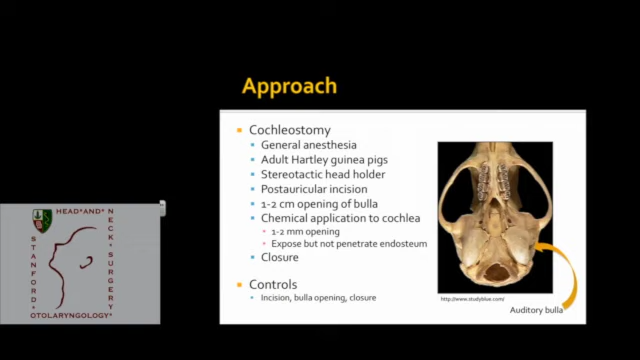 Approach
Cochleostomy
General anesthesia
Adult Hartley guinea pigs
Stereotactic head holder
Postauricular incision
1-2 cm opening of bulla
Chemical application to cochlea
1-2 mm opening
Expose but not penetrate endosteum
Closure
Controls
Incision, bulla opening, closure
http://www.studyblue.com/
Auditory bulla
HEAD*AND*
NECK*SURGERY
STANFORD
OTOLARYNGOLOGY*